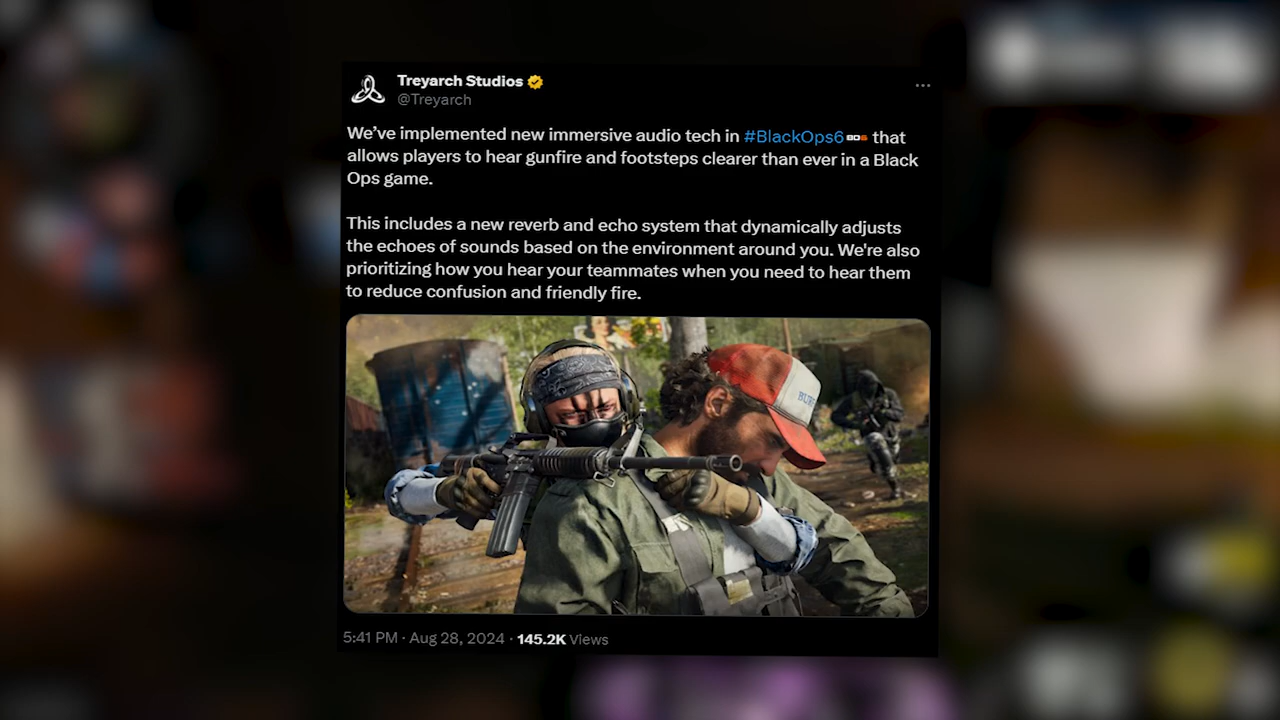 Treyarch Studios
@Treyarch
We've implemented new immersive audio tech in #BlackOps6 BO6 that
allows players to hear gunfire and footsteps clearer than ever in a Black
Ops game.
This includes a new reverb and echo system that dynamically adjusts
the echoes of sounds based on the environment around you. We're also
prioritizing how you hear your teammates when you need to hear them
to reduce confusion and friendly fire.
5:41 PM · Aug 28, 2024 · 145.2K Views